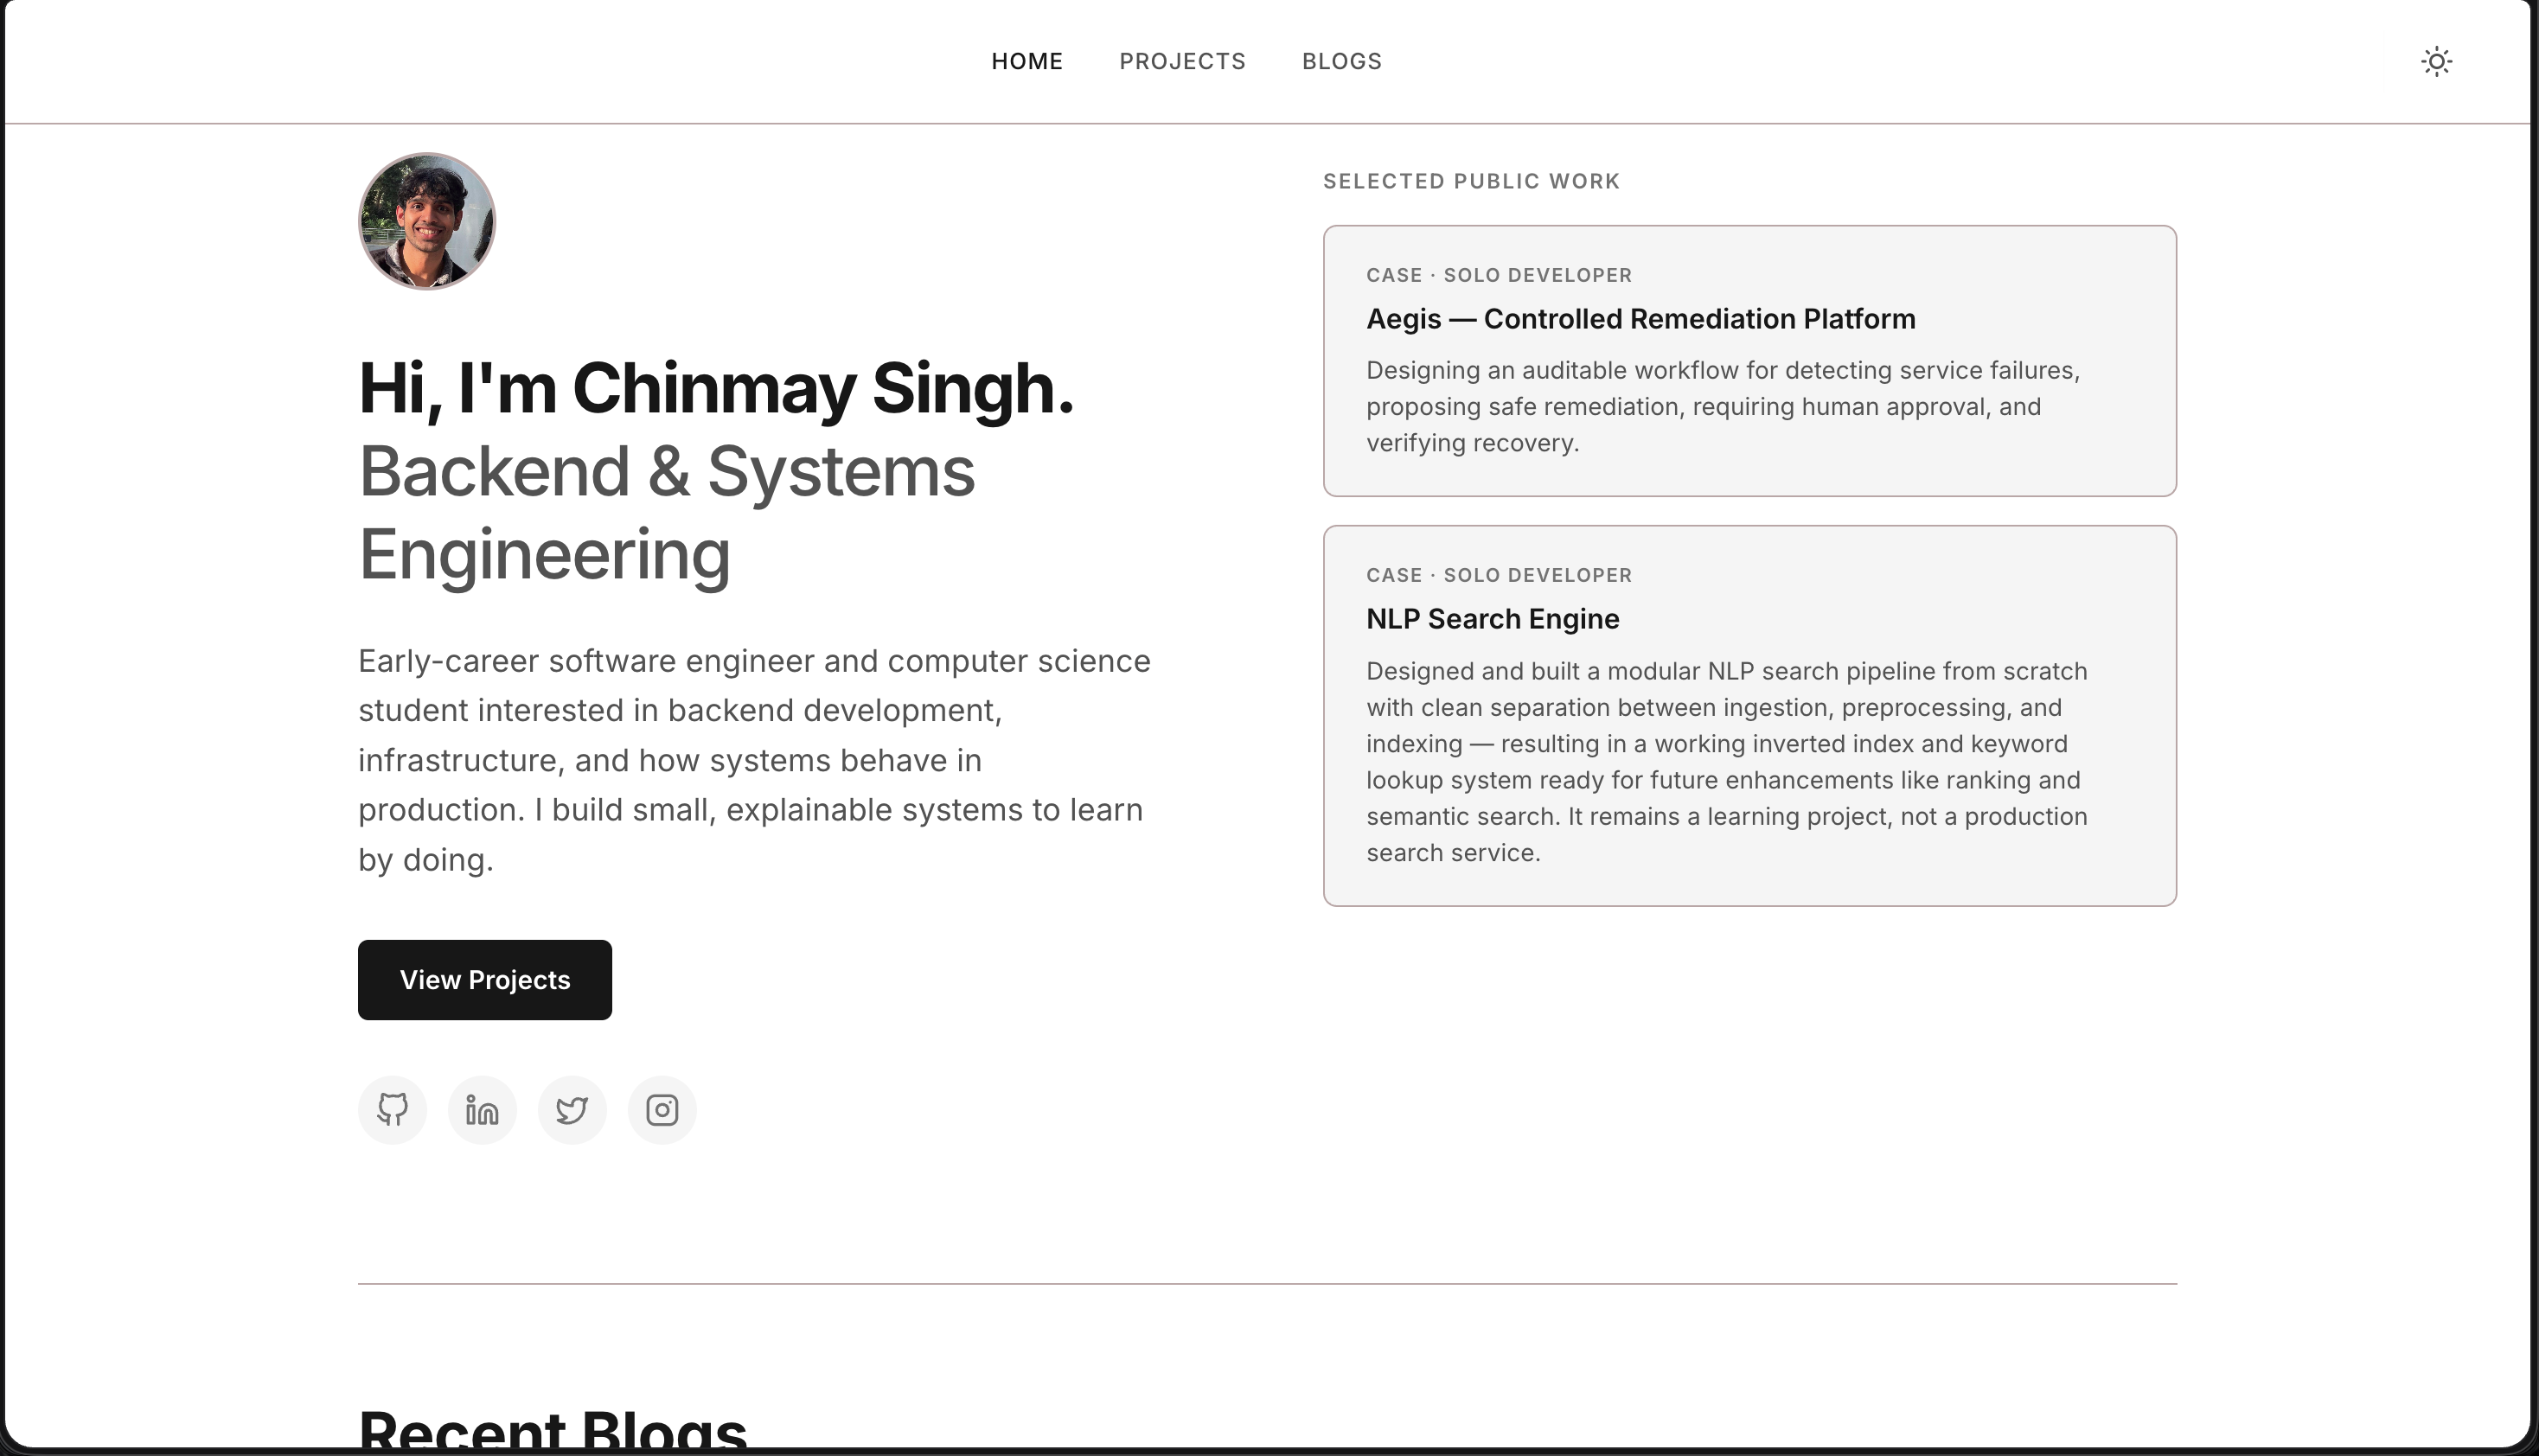 HOME PROJECTS BLOGS
Hi, I'm Chinmay Singh.
Backend & Systems
Engineering
Early-career software engineer and computer science
student interested in backend development,
infrastructure, and how systems behave in
production. I build small, explainable systems to learn
by doing.
View Projects
SELECTED PUBLIC WORK
CASE · SOLO DEVELOPER
Aegis — Controlled Remediation Platform
Designing an auditable workflow for detecting service failures,
proposing safe remediation, requiring human approval, and
verifying recovery.
CASE · SOLO DEVELOPER
NLP Search Engine
Designed and built a modular NLP search pipeline from scratch
with clean separation between ingestion, preprocessing, and
indexing — resulting in a working inverted index and keyword
lookup system ready for future enhancements like ranking and
semantic search. It remains a learning project, not a production
search service.
Recent Blogs